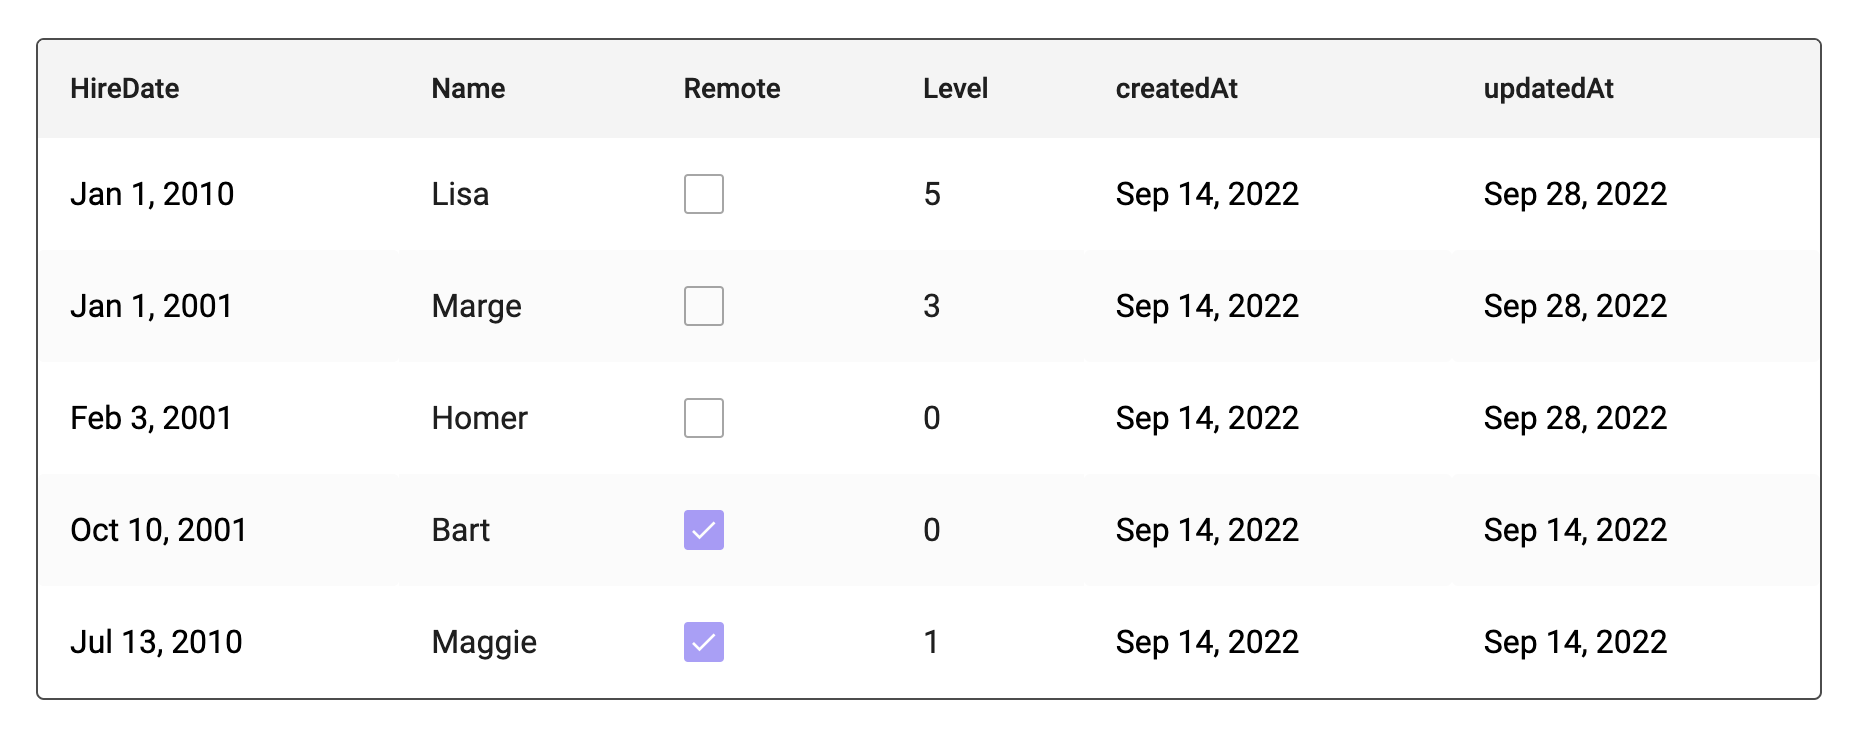 HireDate Name Remote Level createdAt updatedAt
Jan 1, 2010 Lisa 5 Sep 14, 2022 Sep 28, 2022
Jan 1, 2001 Marge 3 Sep 14, 2022 Sep 28, 2022
Feb 3, 2001 Homer 0 Sep 14, 2022 Sep 28, 2022
Oct 10, 2001 Bart 0 Sep 14, 2022 Sep 14, 2022
Jul 13, 2010 Maggie 1 Sep 14, 2022 Sep 14, 2022